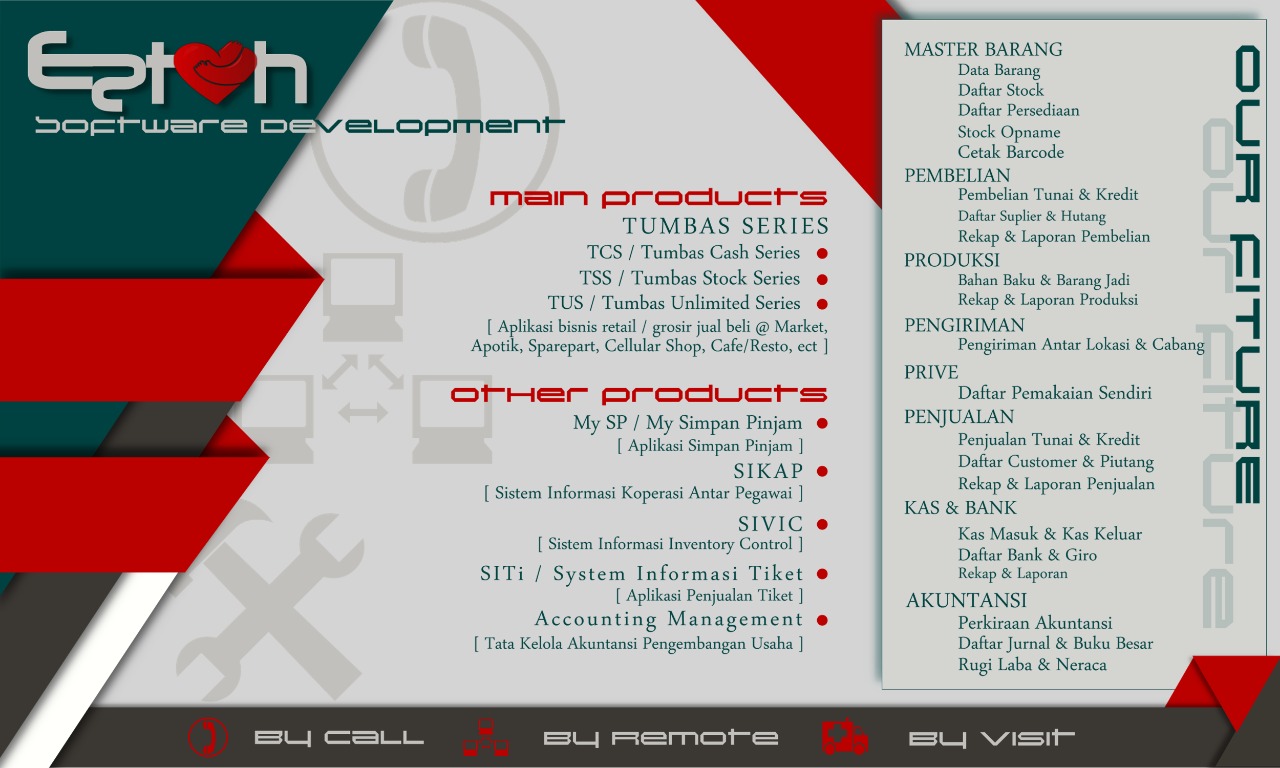 Software Development
main products
TUMBAS SERIES
TCS / Tumbas Cash Series
TSS / Tumbas Stock Series
TUS / Tumbas Unlimited Series
[ Aplikasi bisnis retail / grosir jual beli @ Market,
Apotik, Sparepart, Cellular Shop, Cafe/Resto, ect ]
other products
My SP / My Simpan Pinjam
[ Aplikasi Simpan Pinjam ]
SIKAP
[ Sistem Informasi Koperasi Antar Pegawai ]
SIVIC
[ Sistem Informasi Inventory Control ]
SITi / System Informasi Tiket
[ Aplikasi Penjualan Tiket ]
Accounting Management
[ Tata Kelola Akuntansi Pengembangan Usaha ]
MASTER BARANG
Data Barang
Daftar Stock
Daftar Persediaan
Stock Opname
Cetak Barcode
PEMBELIAN
Pembelian Tunai & Kredit
Daftar Suplier & Hutang
Rekap & Laporan Pembelian
PRODUKSI
Bahan Baku & Barang Jadi
Rekap & Laporan Produksi
PENGIRIMAN
Pengiriman Antar Lokasi & Cabang
PRIVE
Daftar Pemakaian Sendiri
PENJUALAN
Penjualan Tunai & Kredit
Daftar Customer & Piutang
Rekap & Laporan Penjualan
KAS & BANK
Kas Masuk & Kas Keluar
Daftar Bank & Giro
Rekap & Laporan
AKUNTANSI
Perkiraan Akuntansi
Daftar Jurnal & Buku Besar
Rugi Laba & Neraca
OUR FITURE
our fiture
By Call
By Remote
By Visit